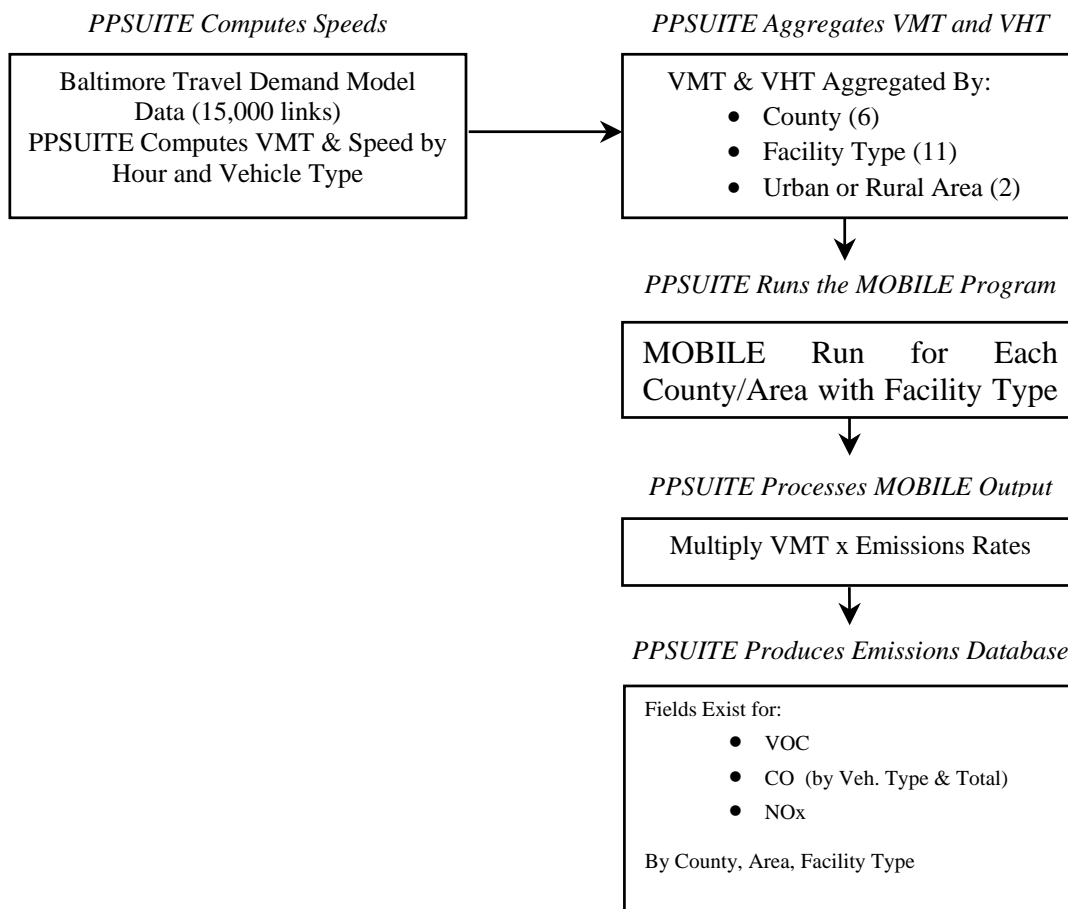 PPSUITE Computes Speeds
Baltimore Travel Demand Model
Data (15,000 links)
PPSUITE Computes VMT & Speed by
Hour and Vehicle Type
PPSUITE Aggregates VMT and VHT
VMT & VHT Aggregated By:
• County (6)
• Facility Type (11)
• Urban or Rural Area (2)
PPSUITE Runs the MOBILE Program
MOBILE Run for Each
County/Area with Facility Type
PPSUITE Processes MOBILE Output
Multiply VMT x Emissions Rates
PPSUITE Produces Emissions Database
Fields Exist for:
• VOC
• CO (by Veh. Type & Total)
• NOx
By County, Area, Facility Type